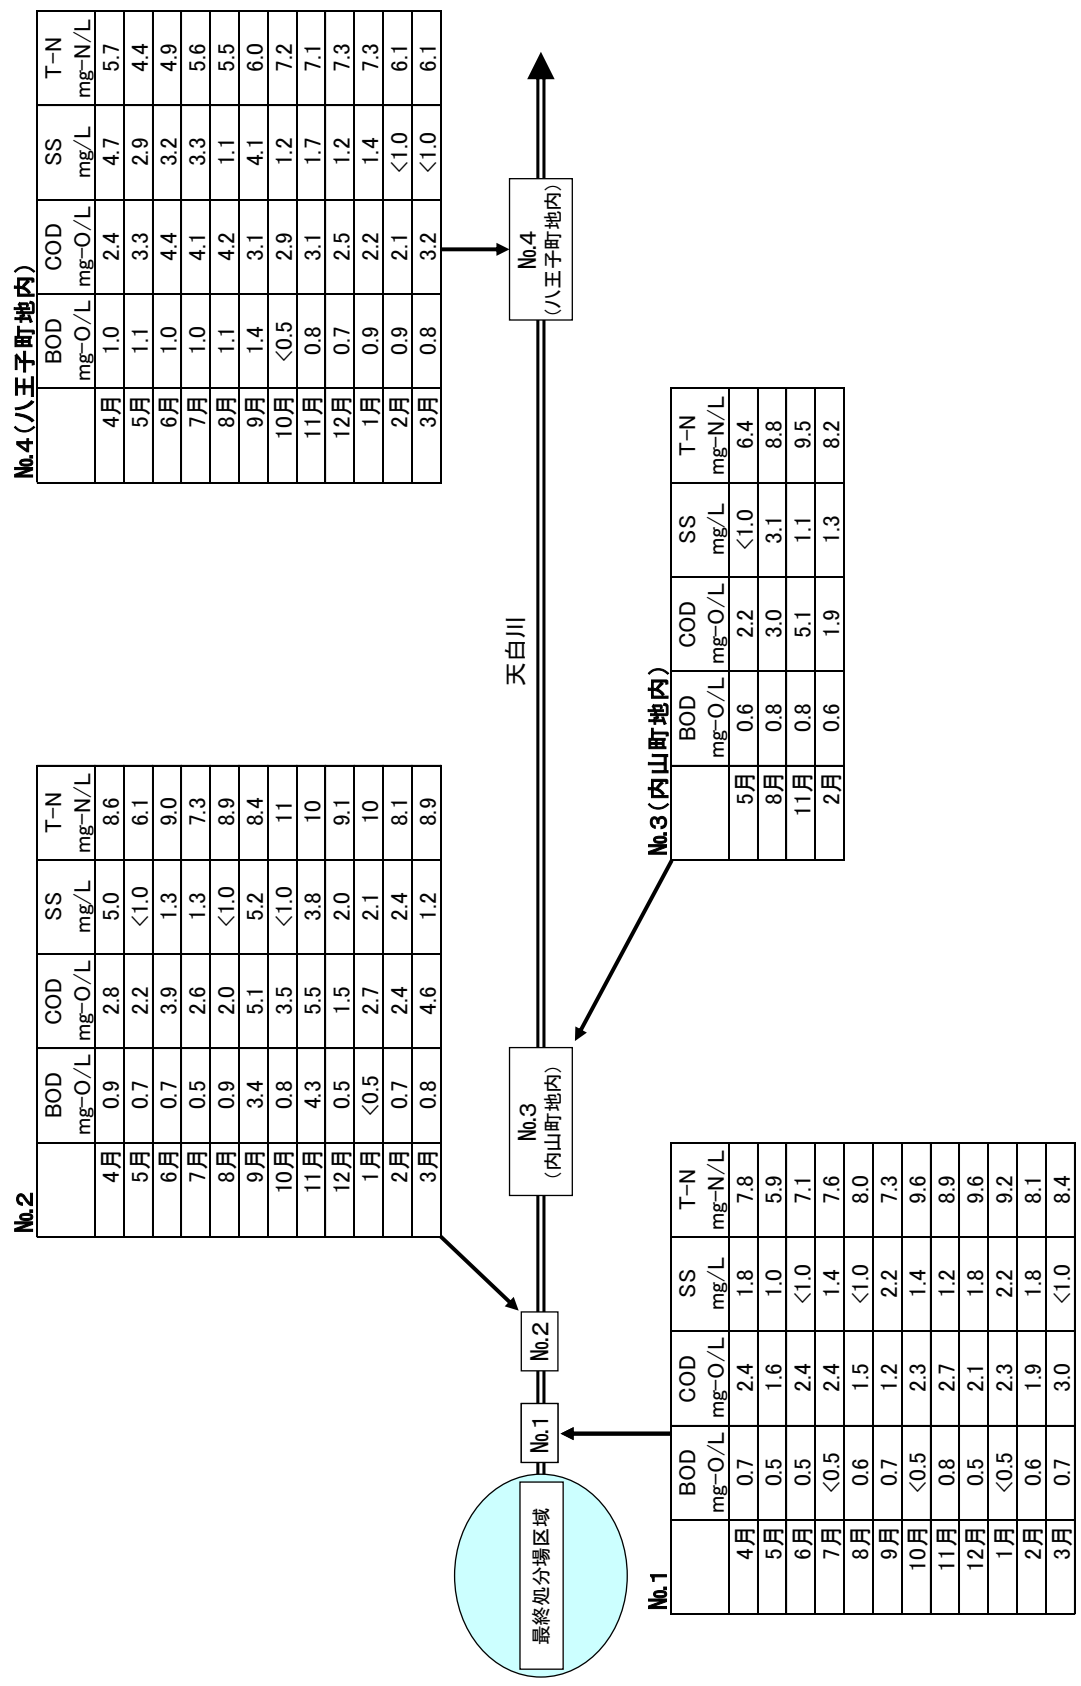 No.2
BOD COD SS T-N
mg-O/L mg-O/L mg/L mg-N/L
4月 0.9 2.8 5.0 8.6
5月 0.7 2.2 <1.0 6.1
6月 0.7 3.9 1.3 9.0
7月 0.5 2.6 1.3 7.3
8月 0.9 2.0 <1.0 8.9
9月 3.4 5.1 5.2 8.4
10月 0.8 3.5 <1.0 11
11月 4.3 5.5 3.8 10
12月 0.5 1.5 2.0 9.1
1月 <0.5 2.7 2.1 10
2月 0.7 2.4 2.4 8.1
3月 0.8 4.6 1.2 8.9
No.4(八王子町地内)
BOD COD SS T-N
mg-O/L mg-O/L mg/L mg-N/L
4月 1.0 2.4 4.7 5.7
5月 1.1 3.3 2.9 4.4
6月 1.0 4.4 3.2 4.9
7月 1.0 4.1 3.3 5.6
8月 1.1 4.2 1.1 5.5
9月 1.4 3.1 4.1 6.0
10月 <0.5 2.9 1.2 7.2
11月 0.8 3.1 1.7 7.1
12月 0.7 2.5 1.2 7.3
1月 0.9 2.2 1.4 7.3
2月 0.9 2.1 <1.0 6.1
3月 0.8 3.2 <1.0 6.1
最終処分場区域
No.1
No.2
No.3
(内山町地内)
天白川
No.4
(八王子町地内)
No.1
BOD COD SS T-N
mg-O/L mg-O/L mg/L mg-N/L
4月 0.7 2.4 1.8 7.8
5月 0.5 1.6 1.0 5.9
6月 0.5 2.4 <1.0 7.1
7月 <0.5 2.4 1.4 7.6
8月 0.6 1.5 <1.0 8.0
9月 0.7 1.2 2.2 7.3
10月 <0.5 2.3 1.4 9.6
11月 0.8 2.7 1.2 8.9
12月 0.5 2.1 1.8 9.6
1月 <0.5 2.3 2.2 9.2
2月 0.6 1.9 1.8 8.1
3月 0.7 3.0 <1.0 8.4
No.3(内山町地内)
BOD COD SS T-N
mg-O/L mg-O/L mg/L mg-N/L
5月 0.6 2.2 <1.0 6.4
8月 0.8 3.0 3.1 8.8
11月 0.8 5.1 1.1 9.5
2月 0.6 1.9 1.3 8.2